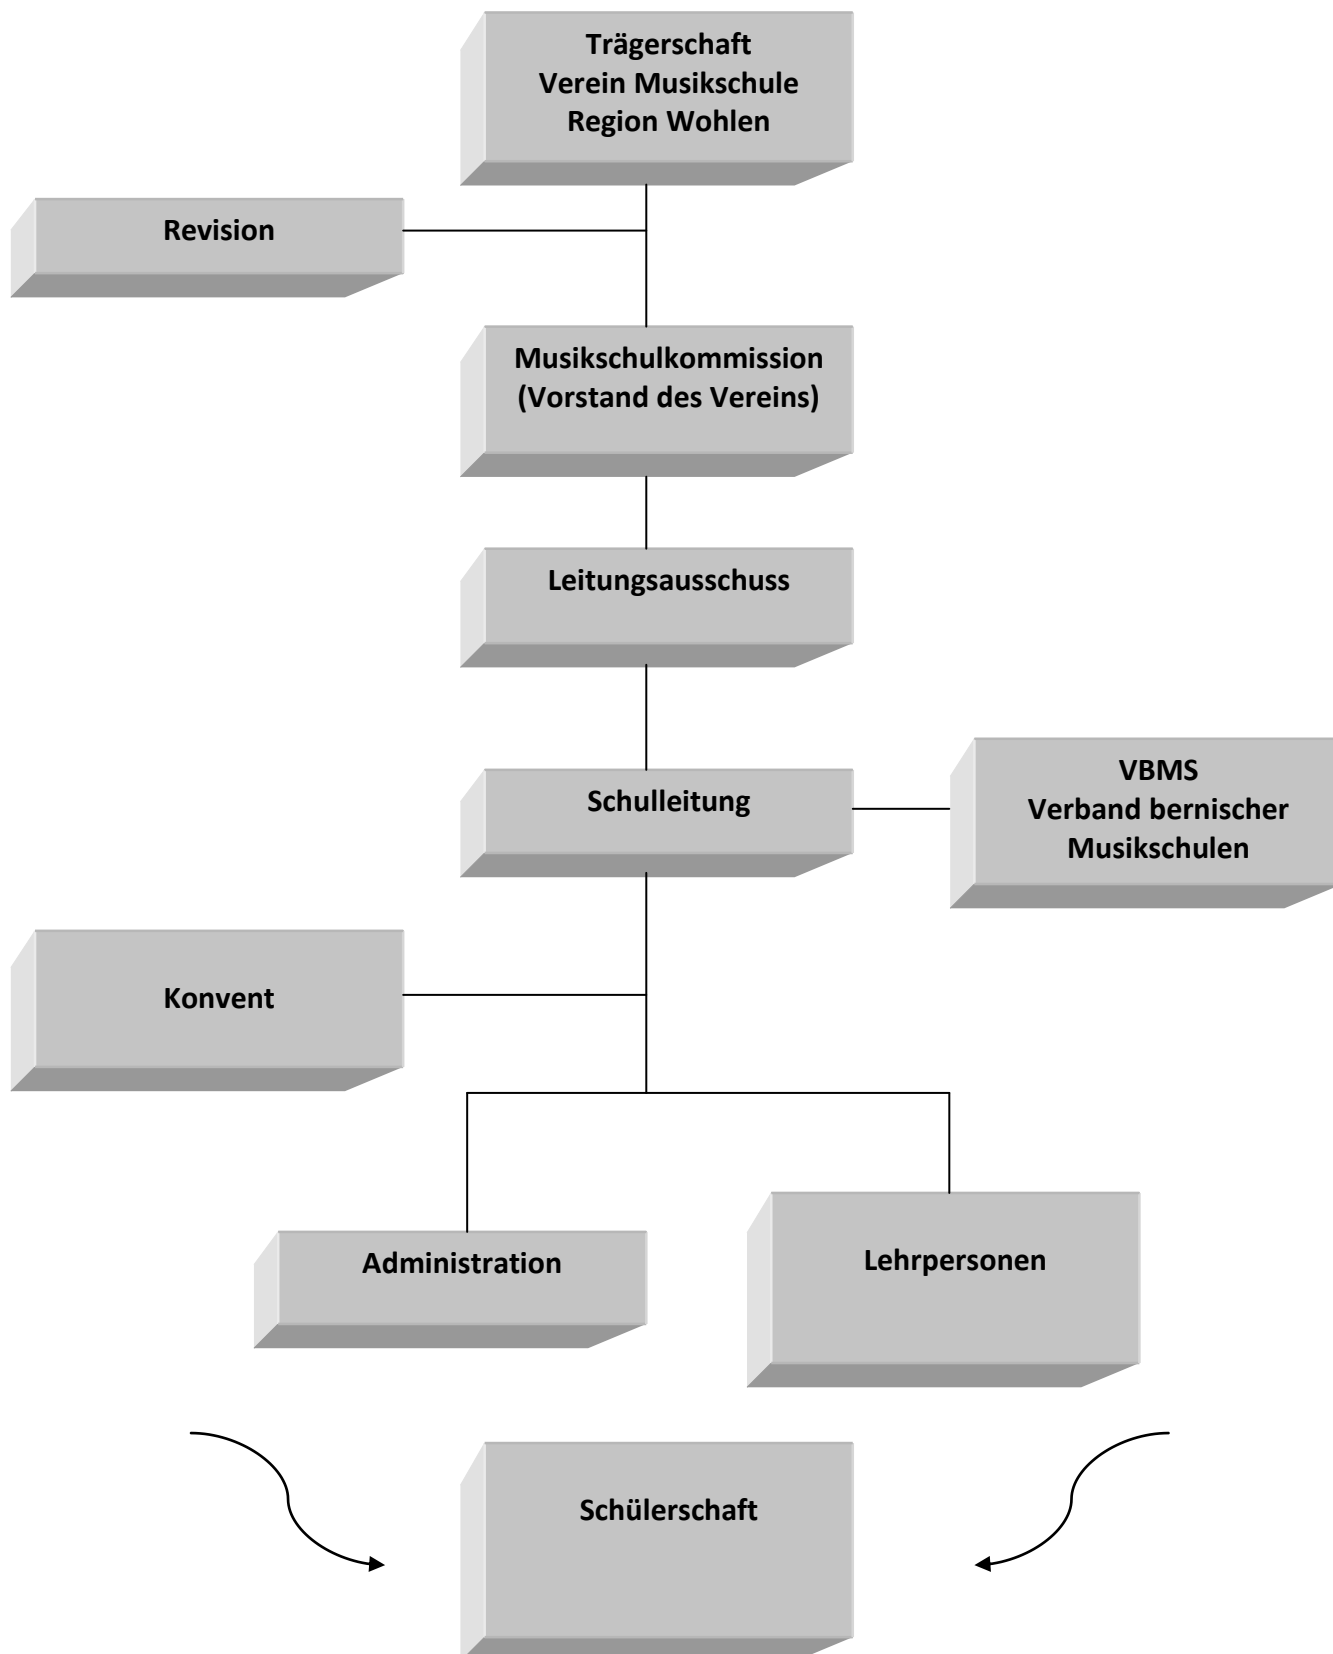 Trägerschaft
Verein Musikschule
Region Wohlen
Revision
Musikschulkommission
(Vorstand des Vereins)
Leitungsausschuss
Schulleitung
VBMS
Verband bernischer
Musikschulen
Konvent
Administration
Lehrpersonen
Schülerschaft